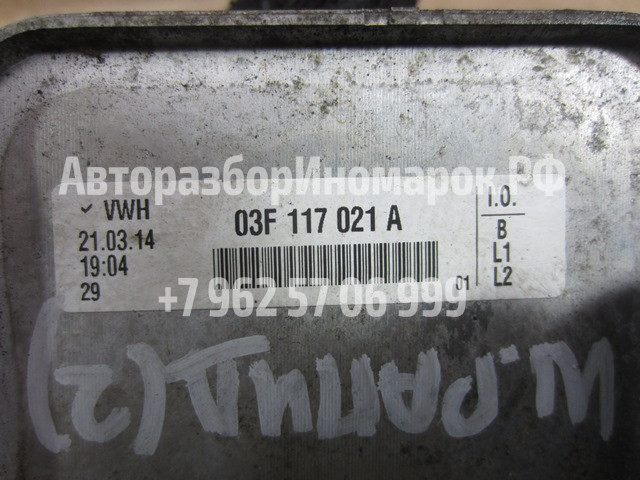 АвторазборИномарок.РФ
✓ VWH
03F 117 021 A
i.O.
21.03.14
B
19:04
L1
29
01
L2
+7 962 57 06 999
Ш.РАПИД (2)